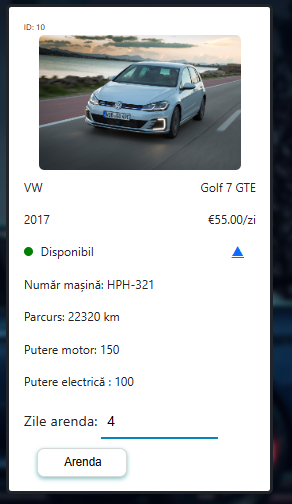 ID: 10
VW Golf 7 GTE
2017 €55.00/zi
Disponibil
Număr mașină: HPH-321
Parcurs: 22320 km
Putere motor: 150
Putere electrică : 100
Zile arenda: 4
Arenda